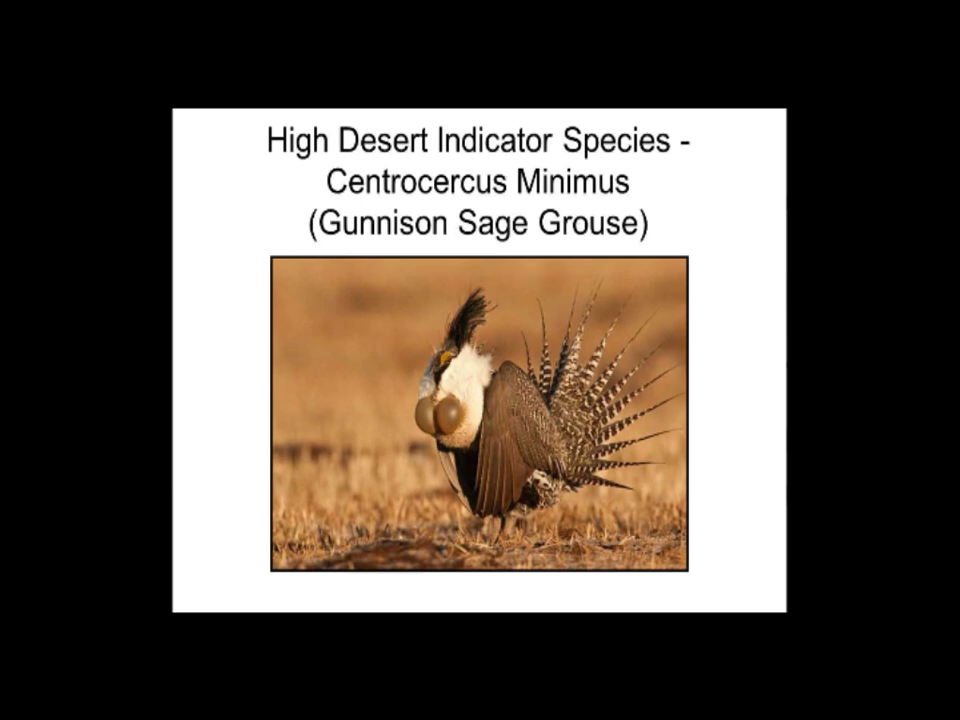 High Desert Indicator Species -
Centrocercus Minimus
(Gunnison Sage Grouse)